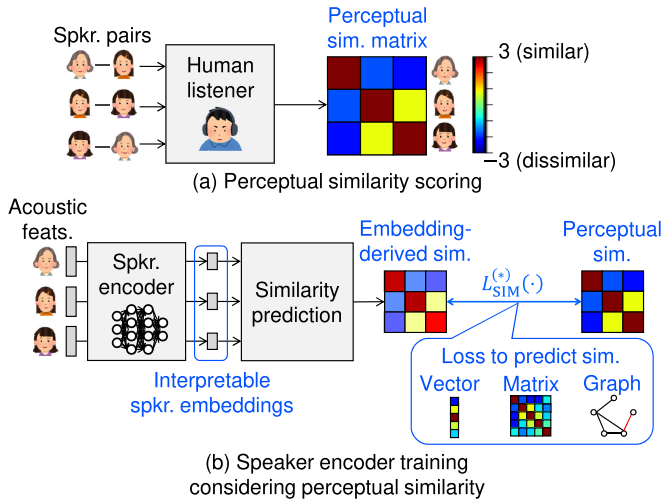 Spkr. pairs
Human
listener
Perceptual
sim. matrix
3 (similar)
−3 (dissimilar)
(a) Perceptual similarity scoring
Acoustic
feats.
Spkr.
encoder
Interpretable
spkr. embeddings
Similarity
prediction
Embedding-
derived sim.
L_SIM^(*)(·)
Perceptual
sim.
Loss to predict sim.
Vector Matrix Graph
(b) Speaker encoder training
considering perceptual similarity